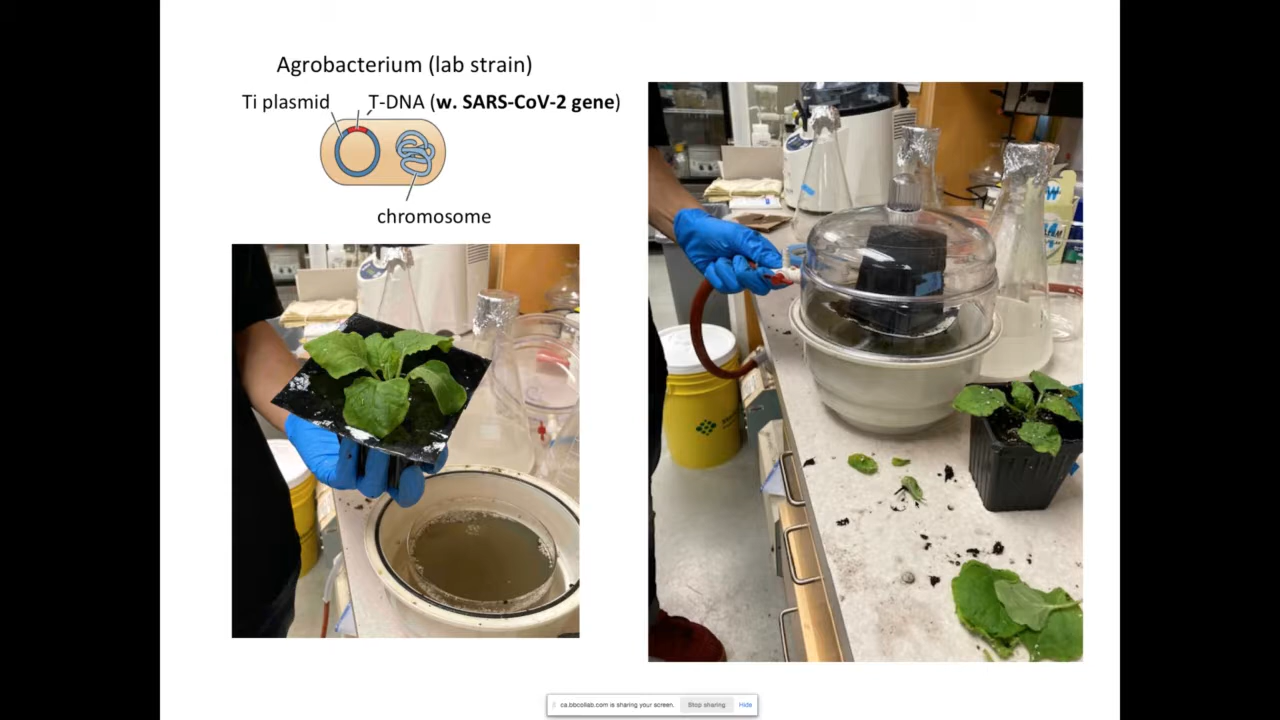 Agrobacterium (lab strain)
Ti plasmid
T-DNA (w. SARS-CoV-2 gene)
chromosome
ca.bbcollab.com is sharing your screen. Stop sharing Hide